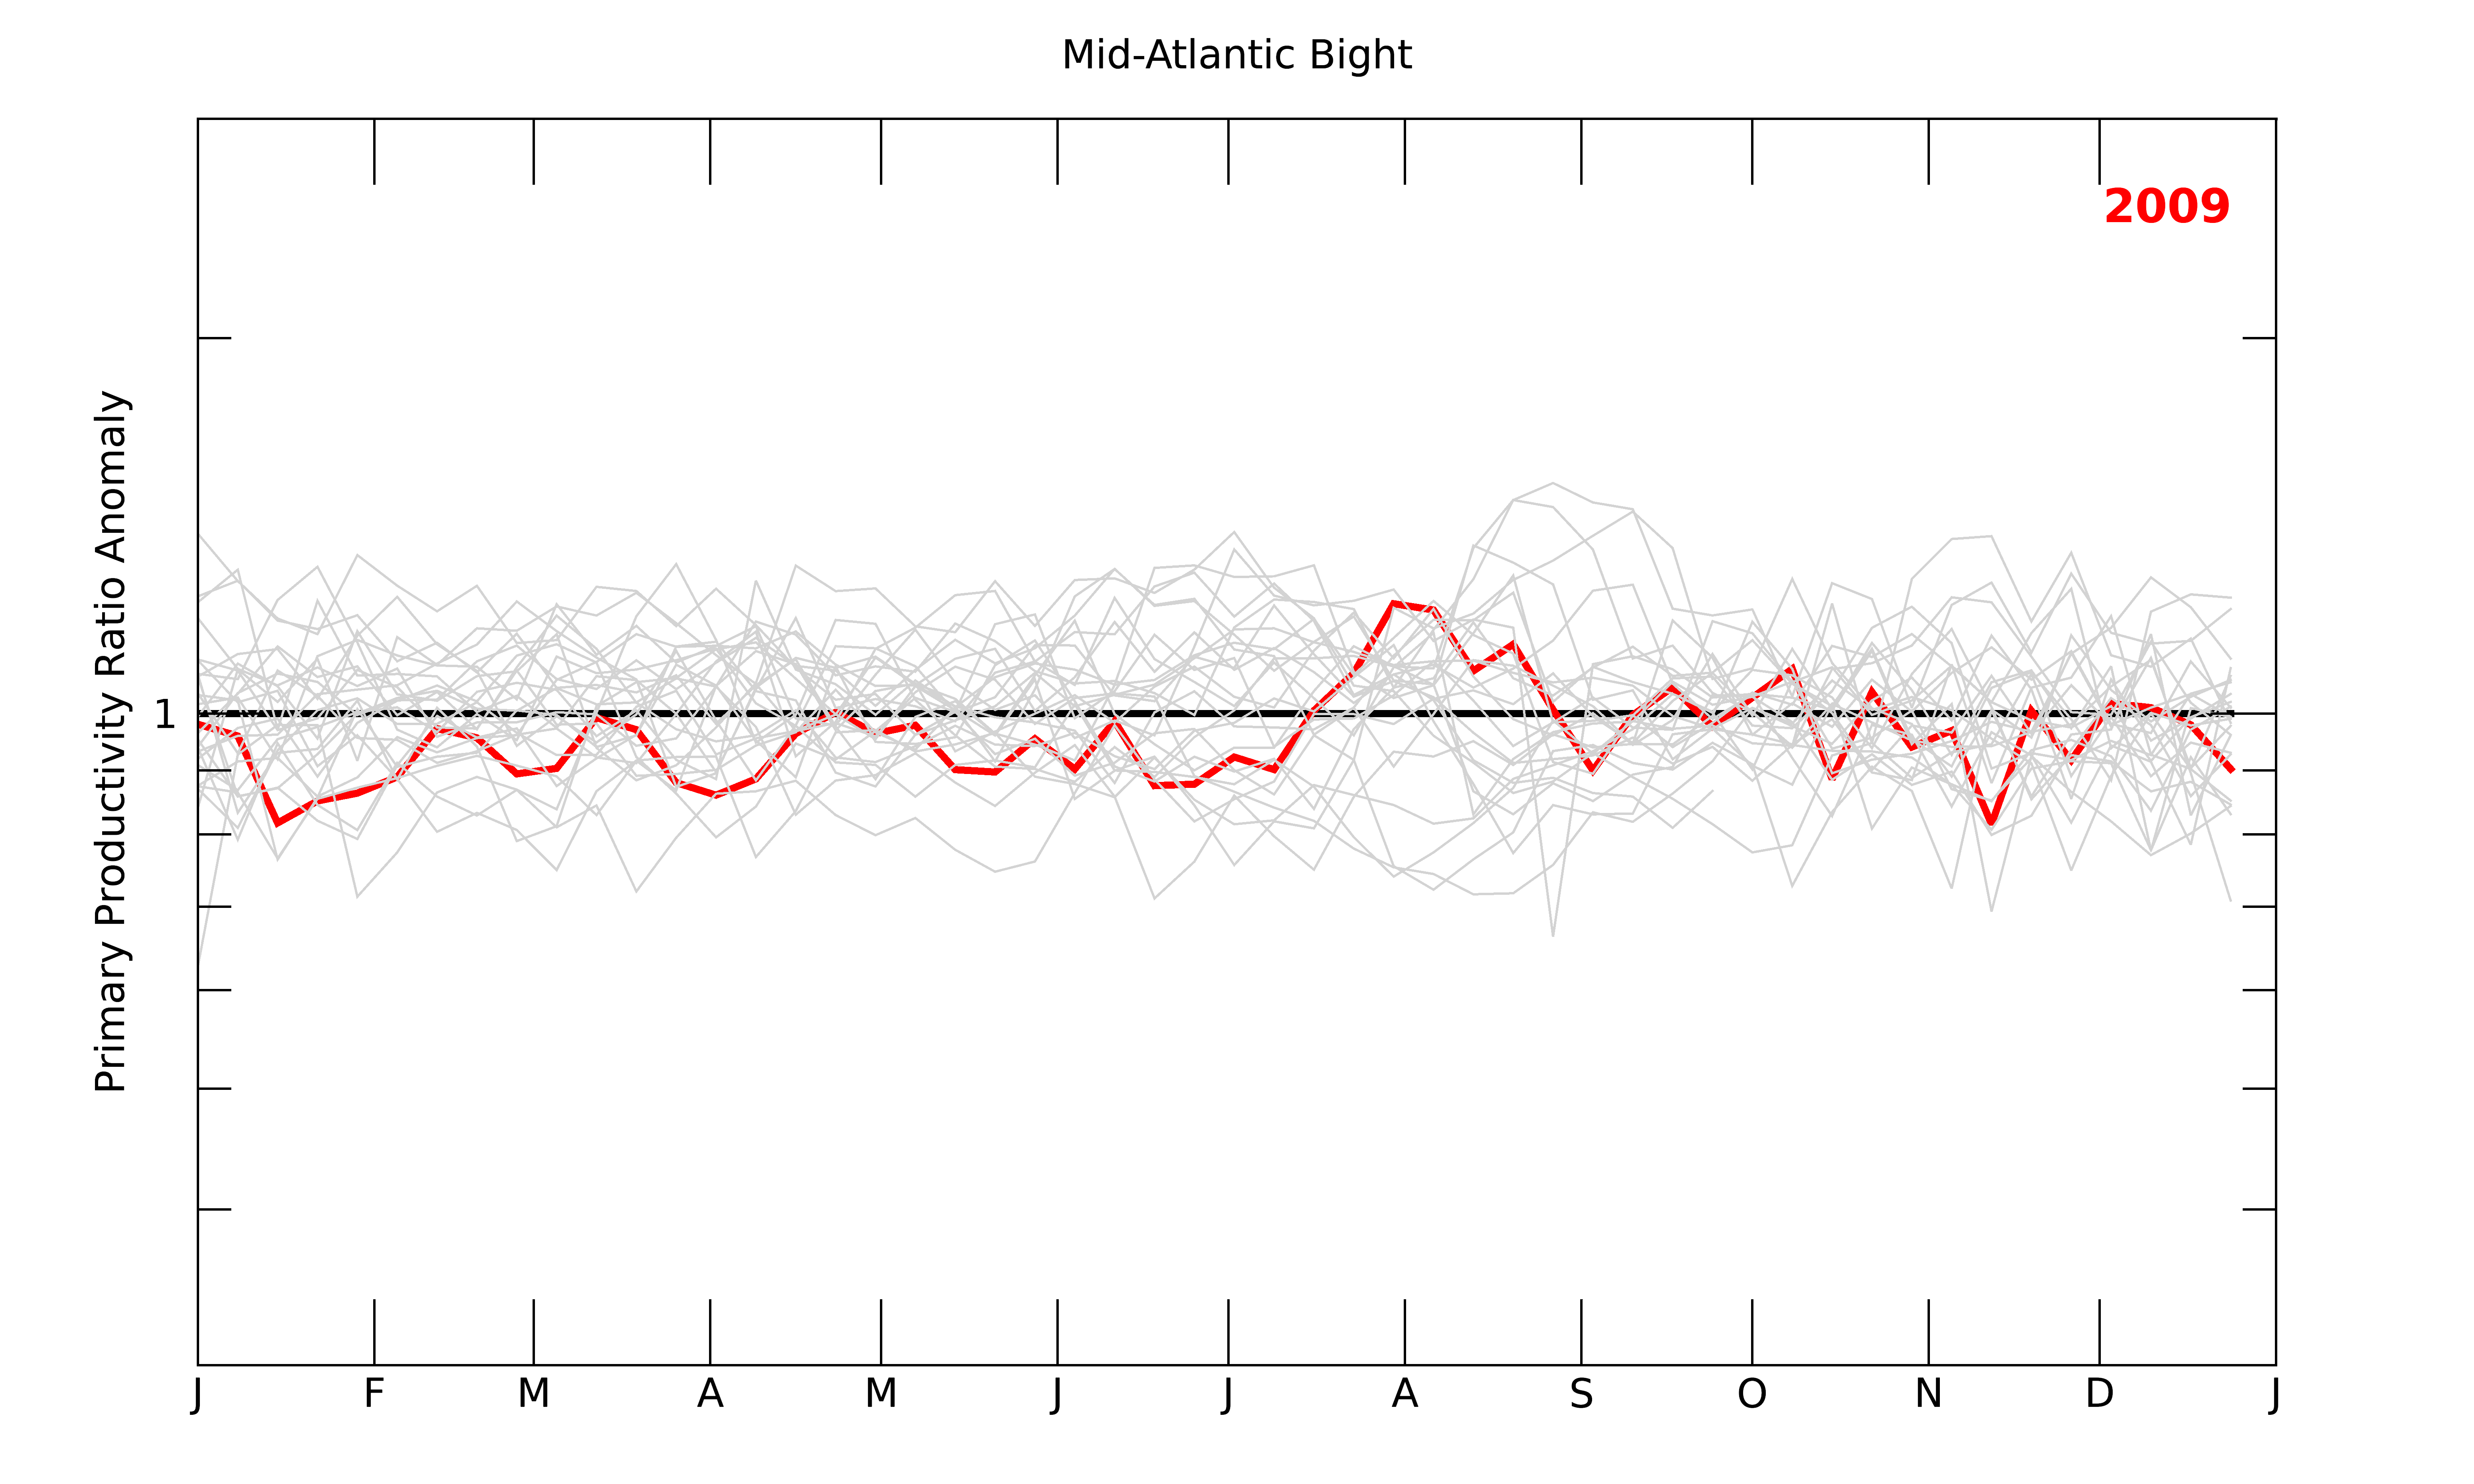 Mid-Atlantic Bight
2009
Primary Productivity Ratio Anomaly
1
J F M A M J J A S O N D J